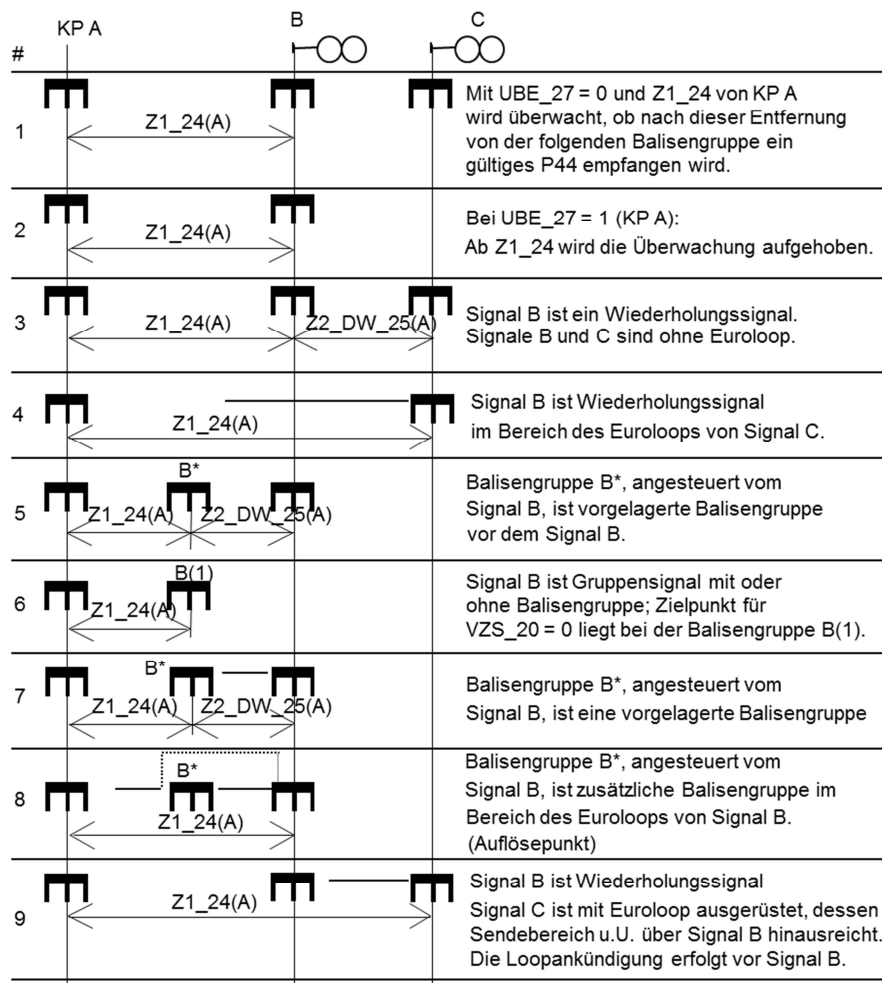 KP A
B
C
#
1
Z1_24(A)
Mit UBE_27 = 0 und Z1_24 von KP A
wird überwacht, ob nach dieser Entfernung
von der folgenden Balisengruppe ein
gültiges P44 empfangen wird.
2
Z1_24(A)
Bei UBE_27 = 1 (KP A):
Ab Z1_24 wird die Überwachung aufgehoben.
3
Z1_24(A)
Z2_DW_25(A)
Signal B ist ein Wiederholungssignal.
Signale B und C sind ohne Euroloop.
4
Z1_24(A)
Signal B ist Wiederholungssignal
im Bereich des Euroloops von Signal C.
5
B*
Z1_24(A)
Z2_DW_25(A)
Balisengruppe B*, angesteuert vom
Signal B, ist vorgelagerte Balisengruppe
vor dem Signal B.
6
B(1)
Z1_24(A)
Signal B ist Gruppensignal mit oder
ohne Balisengruppe; Zielpunkt für
VZS_20 = 0 liegt bei der Balisengruppe B(1).
7
B*
Z1_24(A)
Z2_DW_25(A)
Balisengruppe B*, angesteuert vom
Signal B, ist eine vorgelagerte Balisengruppe
8
B*
Z1_24(A)
Balisengruppe B*, angesteuert vom
Signal B, ist zusätzliche Balisengruppe im
Bereich des Euroloops von Signal B.
(Auflösepunkt)
9
Z1_24(A)
Signal B ist Wiederholungssignal
Signal C ist mit Euroloop ausgerüstet, dessen
Sendebereich u.U. über Signal B hinausreicht.
Die Loopankündigung erfolgt vor Signal B.